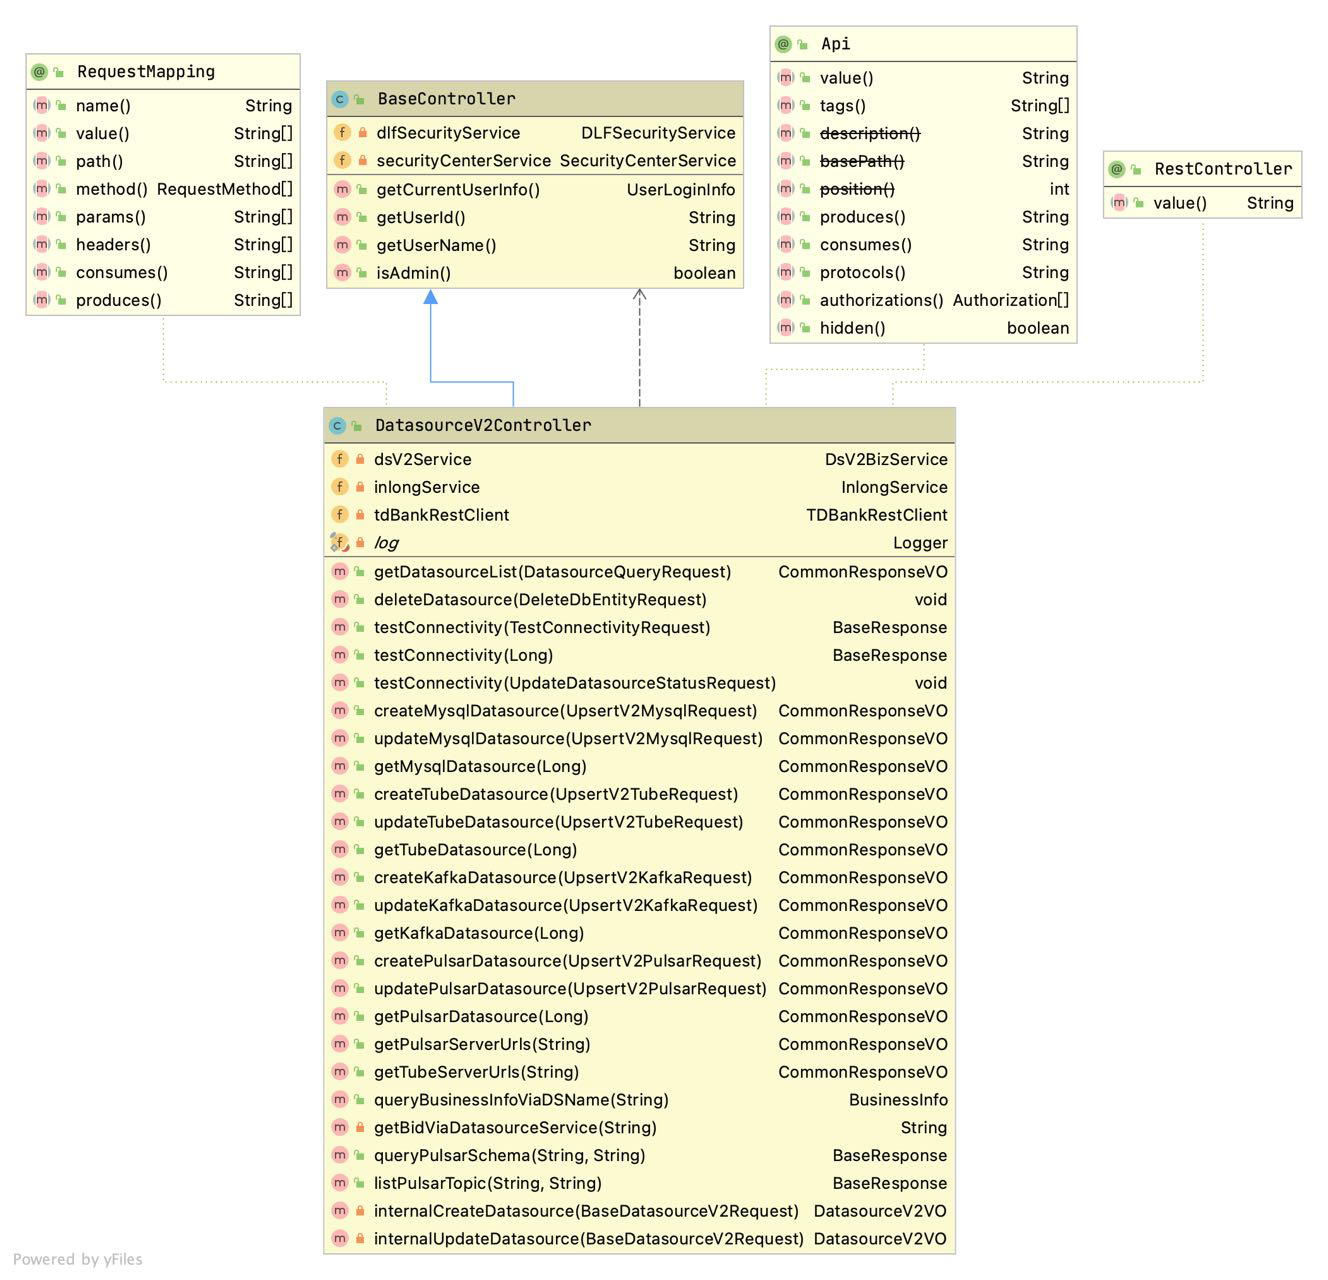 RequestMapping
name() String
value() String[]
path() String[]
method() RequestMethod[]
params() String[]
headers() String[]
consumes() String[]
produces() String[]
BaseController
dlfSecurityService DLFSecurityService
securityCenterService SecurityCenterService
getCurrentUserInfo() UserLoginInfo
getUserId() String
getUserName() String
isAdmin() boolean
Api
value() String
tags() String[]
description() String
basePath() String
position() int
produces() String
consumes() String
protocols() String
authorizations() Authorization[]
hidden() boolean
RestController
value() String
DatasourceV2Controller
dsV2Service DsV2BizService
inlongService InlongService
tdBankRestClient TDBankRestClient
log Logger
getDatasourceList(DatasourceQueryRequest) CommonResponseVO
deleteDatasource(DeleteDbEntityRequest) void
testConnectivity(TestConnectivityRequest) BaseResponse
testConnectivity(Long) BaseResponse
testConnectivity(UpdateDatasourceStatusRequest) void
createMysqlDatasource(UpsertV2MysqlRequest) CommonResponseVO
updateMysqlDatasource(UpsertV2MysqlRequest) CommonResponseVO
getMysqlDatasource(Long) CommonResponseVO
createTubeDatasource(UpsertV2TubeRequest) CommonResponseVO
updateTubeDatasource(UpsertV2TubeRequest) CommonResponseVO
getTubeDatasource(Long) CommonResponseVO
createKafkaDatasource(UpsertV2KafkaRequest) CommonResponseVO
updateKafkaDatasource(UpsertV2KafkaRequest) CommonResponseVO
getKafkaDatasource(Long) CommonResponseVO
createPulsarDatasource(UpsertV2PulsarRequest) CommonResponseVO
updatePulsarDatasource(UpsertV2PulsarRequest) CommonResponseVO
getPulsarDatasource(Long) CommonResponseVO
getPulsarServerUrls(String) CommonResponseVO
getTubeServerUrls(String) CommonResponseVO
queryBusinessInfoViaDSName(String) BusinessInfo
getBidViaDatasourceService(String) String
queryPulsarSchema(String, String) BaseResponse
listPulsarTopic(String, String) BaseResponse
internalCreateDatasource(BaseDatasourceV2Request) DatasourceV2VO
internalUpdateDatasource(BaseDatasourceV2Request) DatasourceV2VO
Powered by yFiles